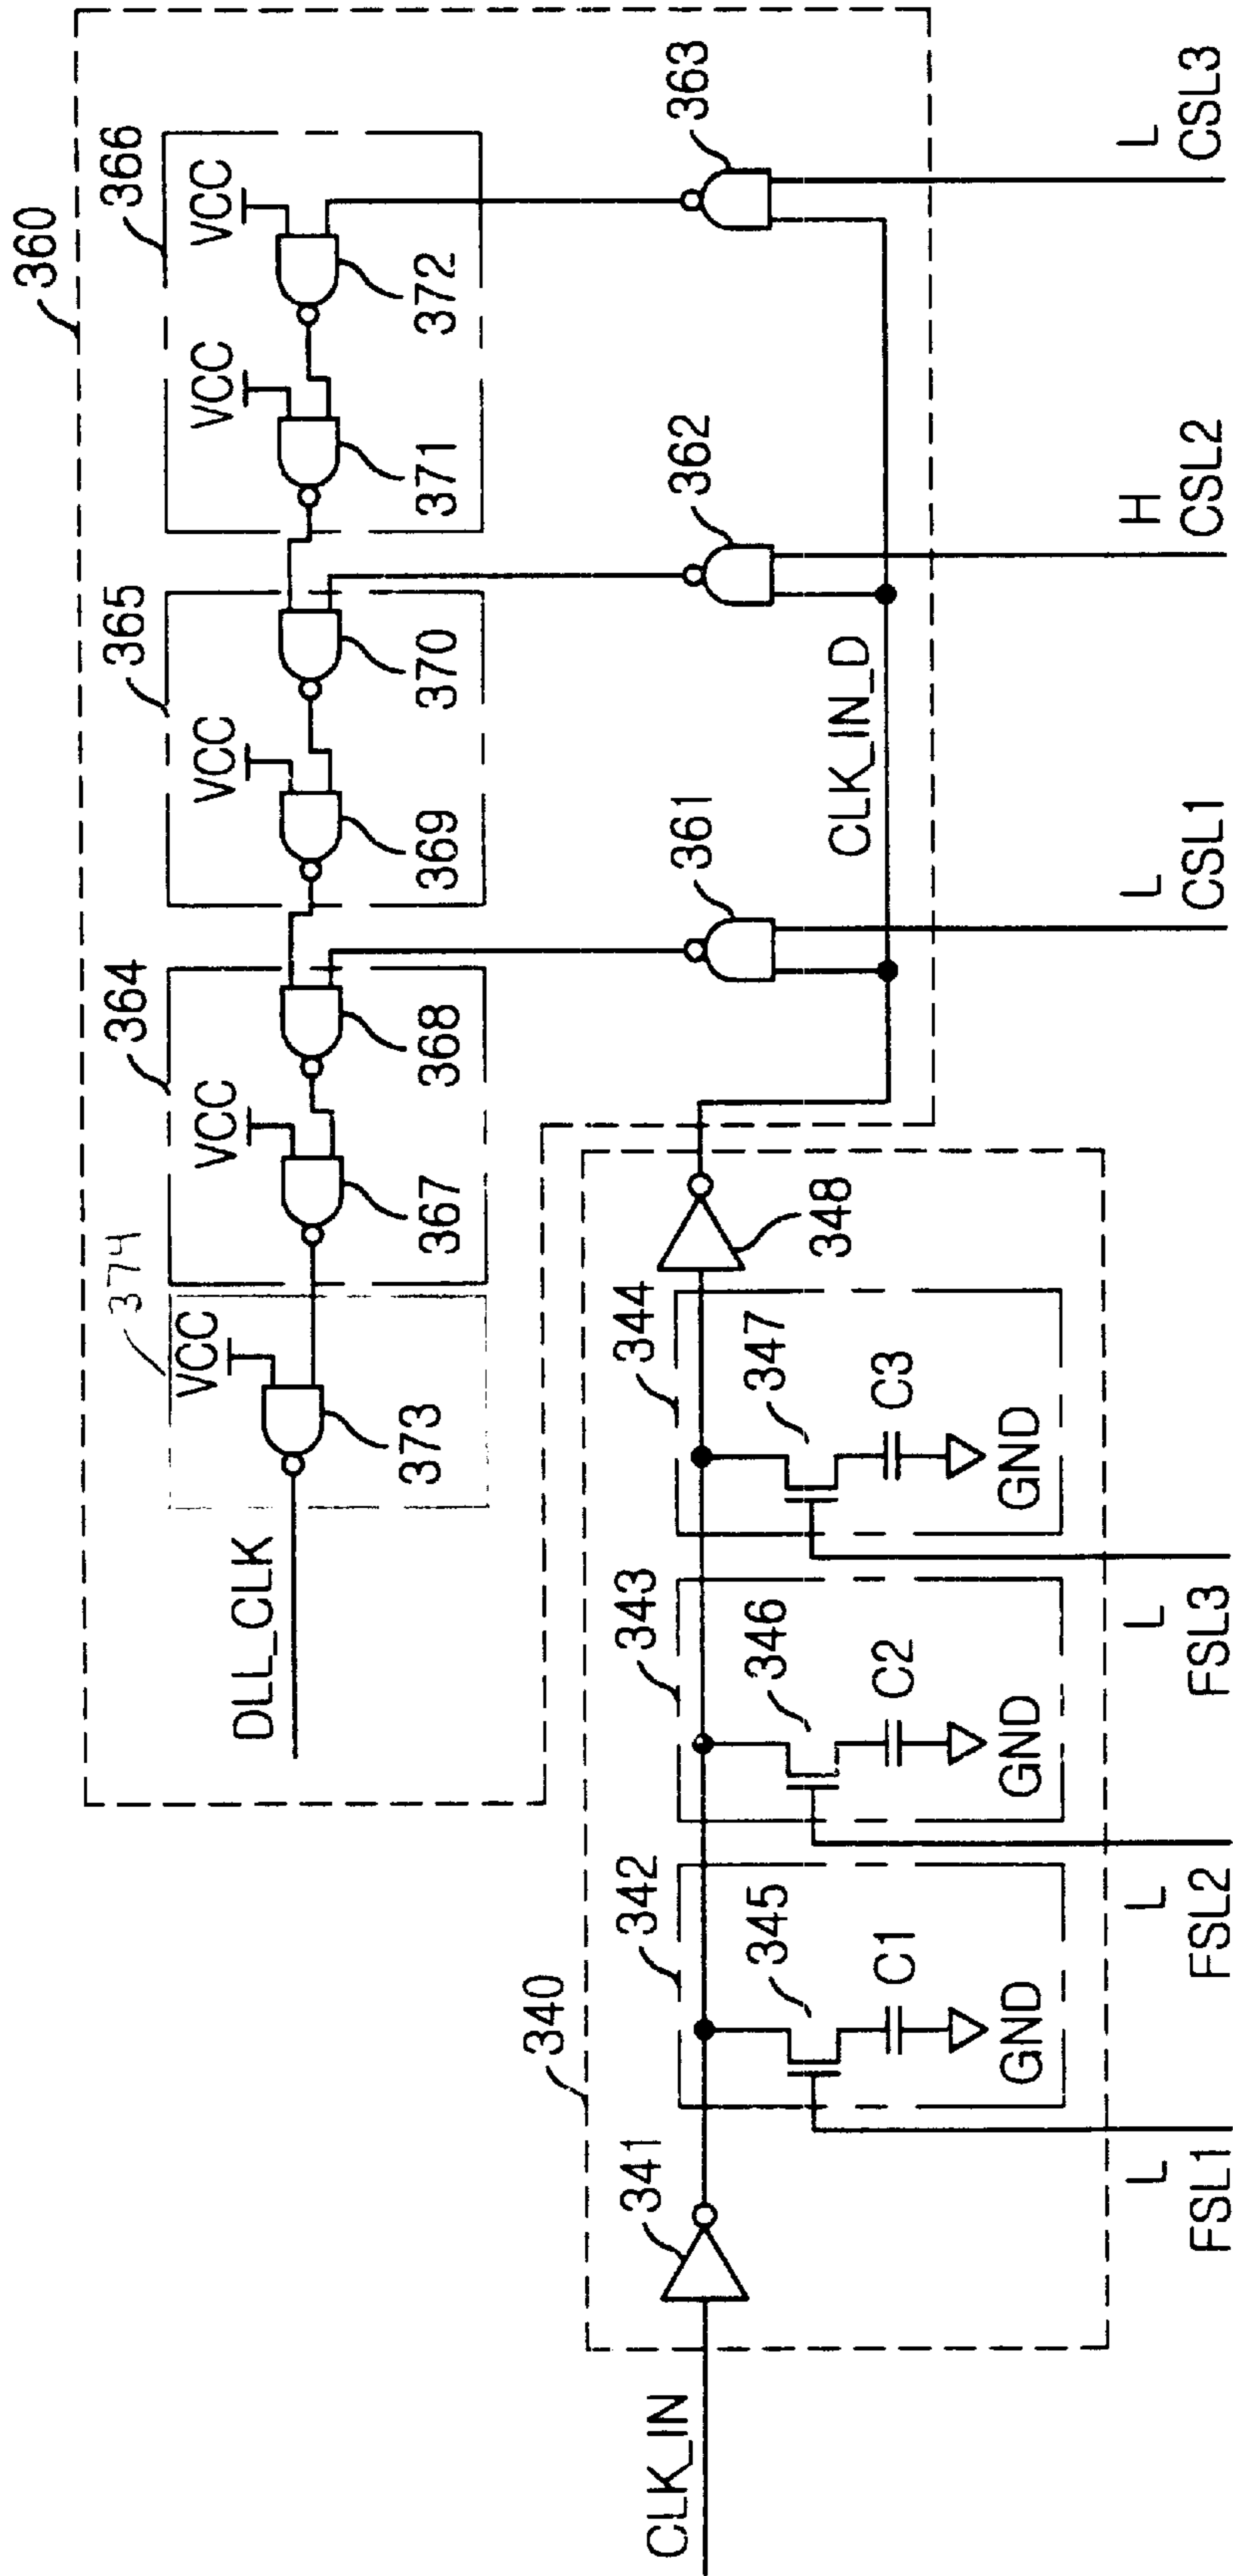 360
366
VCC
372
VCC
371
365
370
VCC
369
364
368
VCC
367
374
VCC
373
DLL_CLK
363
362
361
CLK_IN_D
L
CSL3
H
CSL2
L
CSL1
340
CLK_IN
341
342
345
C1
GND
343
346
C2
GND
344
347
C3
GND
348
L
FSL1
L
FSL2
L
FSL3